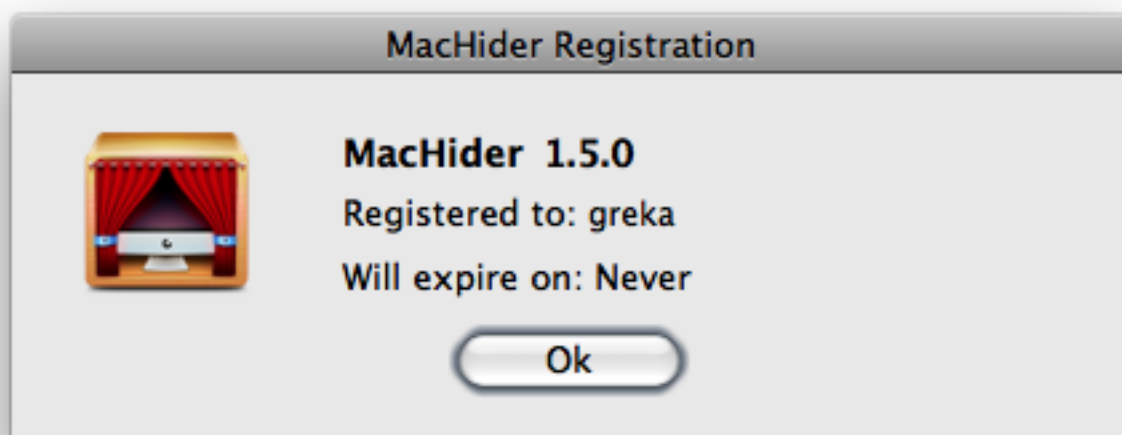 MacHider Registration
MacHider 1.5.0
Registered to: greka
Will expire on: Never
Ok